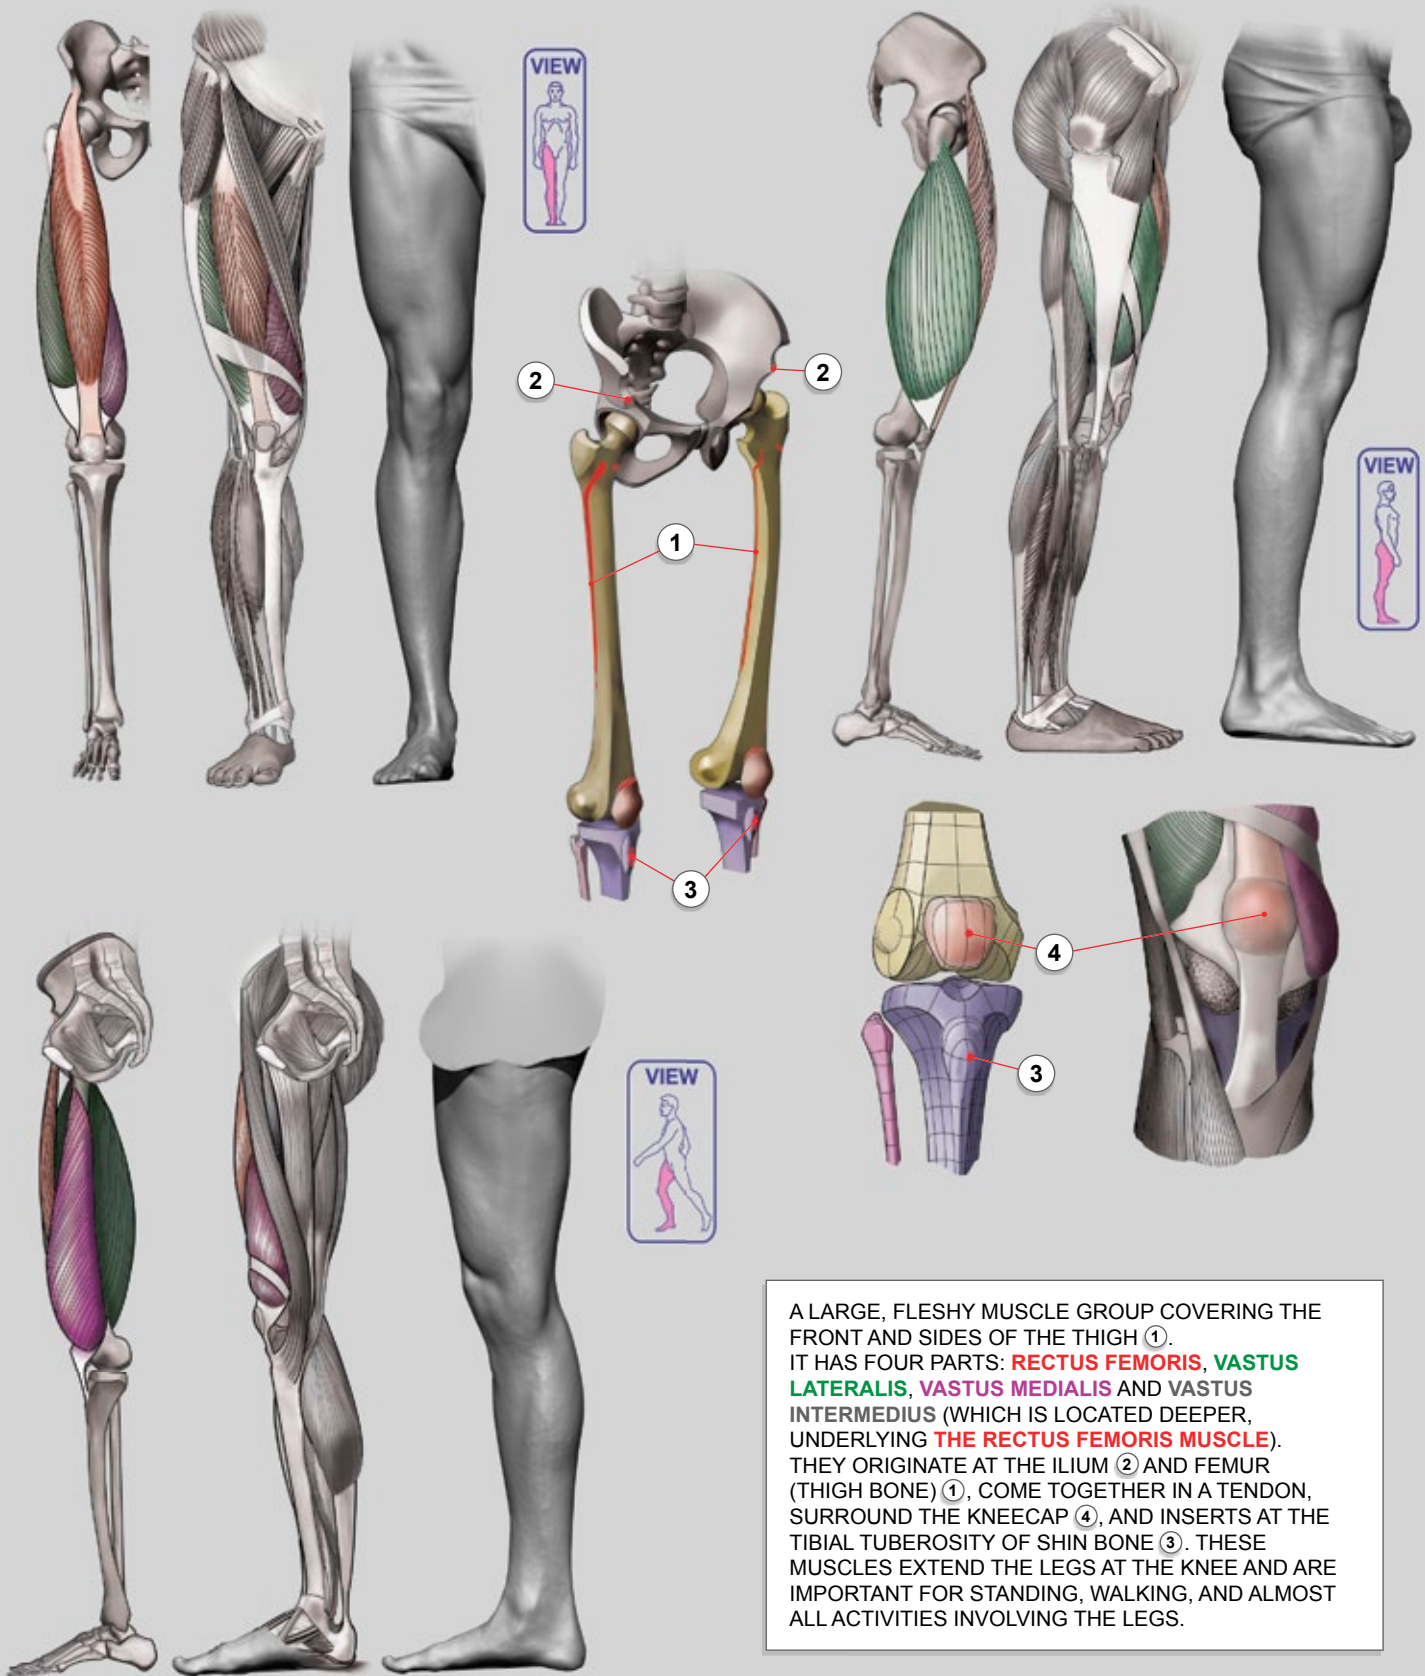 VIEW
2
2
1
VIEW
3
4
3
VIEW
A LARGE, FLESHY MUSCLE GROUP COVERING THE
FRONT AND SIDES OF THE THIGH ①.
IT HAS FOUR PARTS: RECTUS FEMORIS, VASTUS
LATERALIS, VASTUS MEDIALIS AND VASTUS
INTERMEDIUS (WHICH IS LOCATED DEEPER,
UNDERLYING THE RECTUS FEMORIS MUSCLE).
THEY ORIGINATE AT THE ILIUM ② AND FEMUR
(THIGH BONE) ①, COME TOGETHER IN A TENDON,
SURROUND THE KNEECAP ④, AND INSERTS AT THE
TIBIAL TUBEROSITY OF SHIN BONE ③. THESE
MUSCLES EXTEND THE LEGS AT THE KNEE AND ARE
IMPORTANT FOR STANDING, WALKING, AND ALMOST
ALL ACTIVITIES INVOLVING THE LEGS.